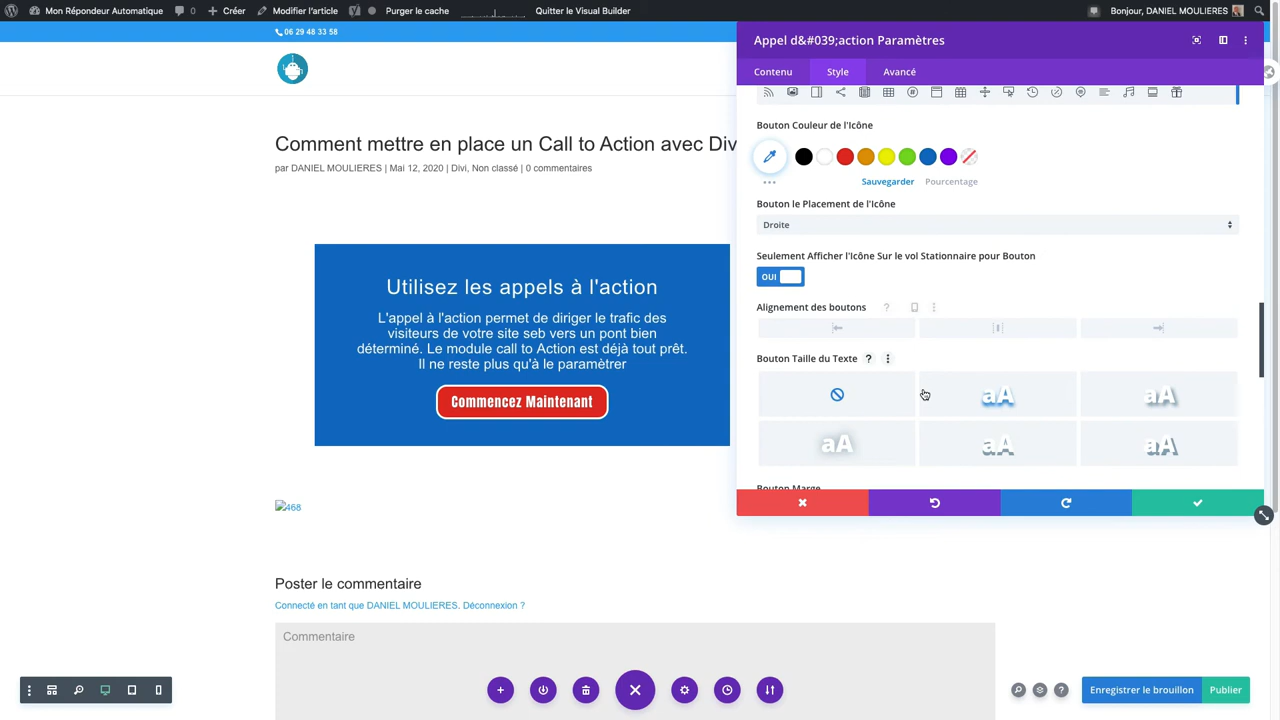 Mon Répondeur Automatique
0
Créer
Modifier l'article
Purger le cache
Quitter le Visual Builder
Bonjour, DANIEL MOULIERES
06 29 48 33 58
Comment mettre en place un Call to Action avec Div
par DANIEL MOULIERES | Mai 12, 2020 | Divi, Non classé | 0 commentaires
Utilisez les appels à l'action
L'appel à l'action permet de diriger le trafic des
visiteurs de votre site seb vers un pont bien
déterminé. Le module call to Action est déjà tout prêt.
Il ne reste plus qu'à le paramètrer
Commencez Maintenant
468
Poster le commentaire
Connecté en tant que DANIEL MOULIERES. Déconnexion ?
Commentaire
Appel d&#039;action Paramètres
Contenu
Style
Avancé
Bouton Couleur de l'Icône
Sauvegarder
Pourcentage
Bouton le Placement de l'Icône
Droite
Seulement Afficher l'Icône Sur le vol Stationnaire pour Bouton
OUI
Alignement des boutons ?
Bouton Taille du Texte ?
aA
aA
aA
aA
aA
Bouton Marge
?
Enregistrer le brouillon
Publier